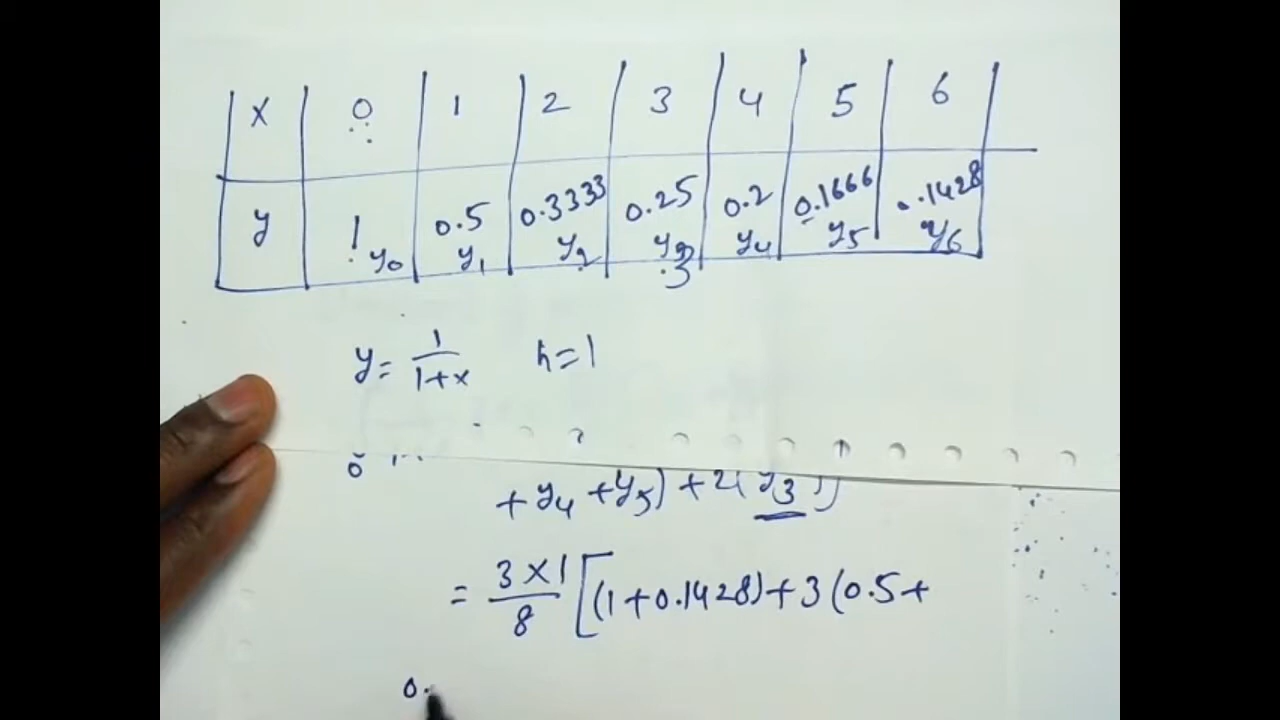 x 0 1 2 3 4 5 6
y 1 0.5 0.3333 0.25 0.2 0.1666 0.1428
y0 y1 y2 y3 y4 y5 y6
y = 1/(1+x) h=1
+ y4 + y5) + 2(y3)]
= 3×1/8 [(1+0.1428)+3(0.5+
0.